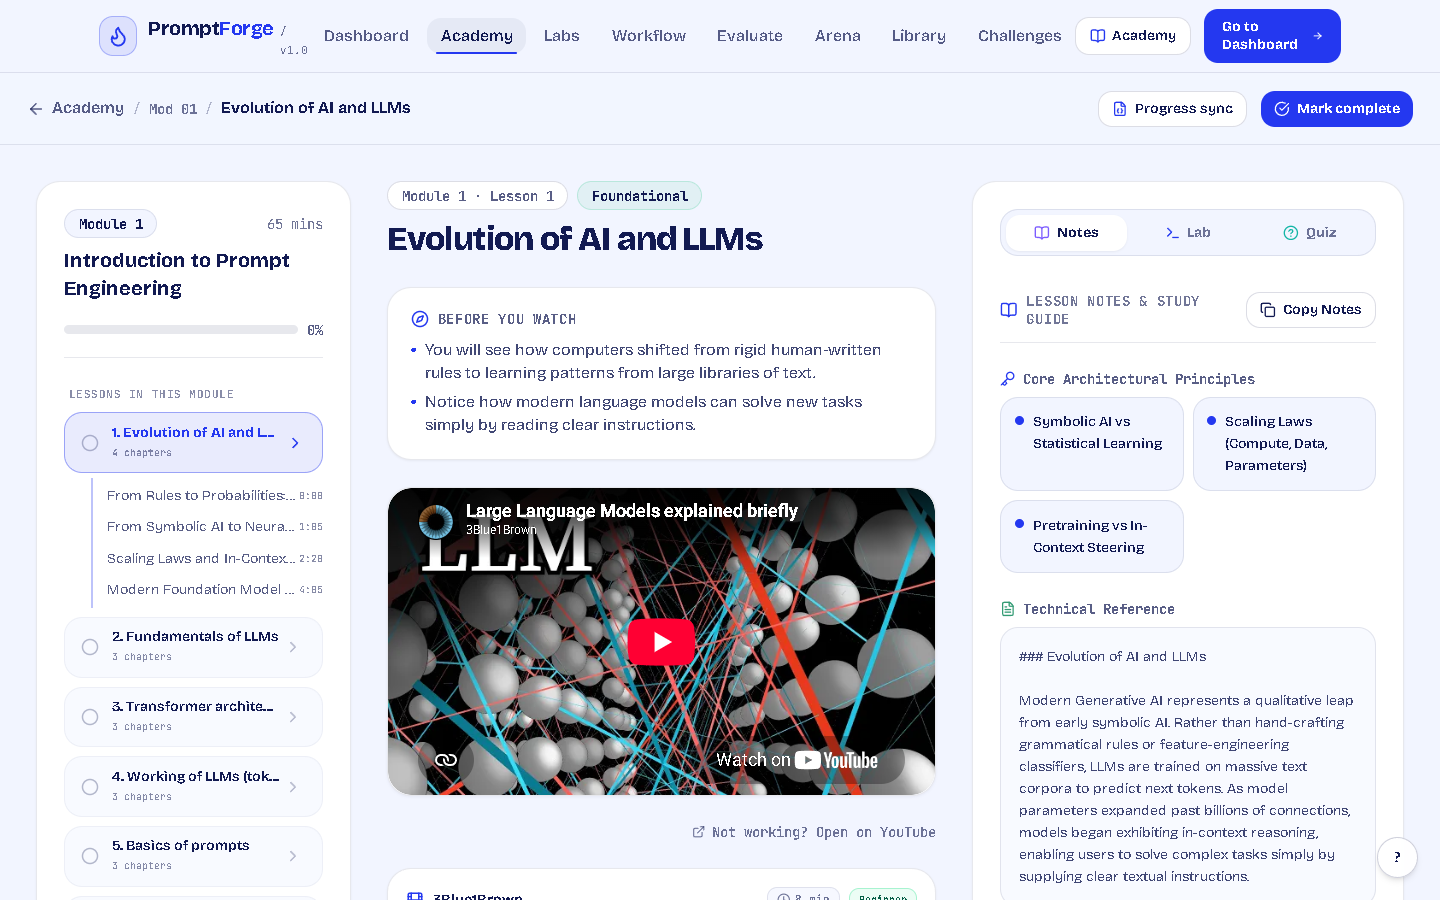 PromptForge / v1.0
Dashboard
Academy
Labs
Workflow
Evaluate
Arena
Library
Challenges
Academy
Go to
Dashboard →
← Academy / Mod 01 / Evolution of AI and LLMs
Progress sync
Mark complete
Module 1
65 mins
Introduction to Prompt
Engineering
0%
LESSONS IN THIS MODULE
1. Evolution of AI and L...
4 chapters
From Rules to Probabilities:... 0:00
From Symbolic AI to Neura... 1:05
Scaling Laws and In-Contex... 2:20
Modern Foundation Model ... 4:05
2. Fundamentals of LLMs
3 chapters
3. Transformer archite...
3 chapters
4. Working of LLMs (tok...
3 chapters
5. Basics of prompts
3 chapters
Module 1 · Lesson 1
Foundational
Evolution of AI and LLMs
BEFORE YOU WATCH
• You will see how computers shifted from rigid human-written
rules to learning patterns from large libraries of text.
• Notice how modern language models can solve new tasks
simply by reading clear instructions.
Large Language Models explained briefly
3Blue1Brown
LLM
Watch on YouTube
Not working? Open on YouTube
3Blue1Brown
8 min
Beginner
Notes
Lab
Quiz
LESSON NOTES & STUDY
GUIDE
Copy Notes
Core Architectural Principles
Symbolic AI vs
Statistical Learning
Scaling Laws
(Compute, Data,
Parameters)
Pretraining vs In-
Context Steering
Technical Reference
### Evolution of AI and LLMs
Modern Generative AI represents a qualitative leap
from early symbolic AI. Rather than hand-crafting
grammatical rules or feature-engineering
classifiers, LLMs are trained on massive text
corpora to predict next tokens. As model
parameters expanded past billions of connections,
models began exhibiting in-context reasoning,
enabling users to solve complex tasks simply by
supplying clear textual instructions.
?